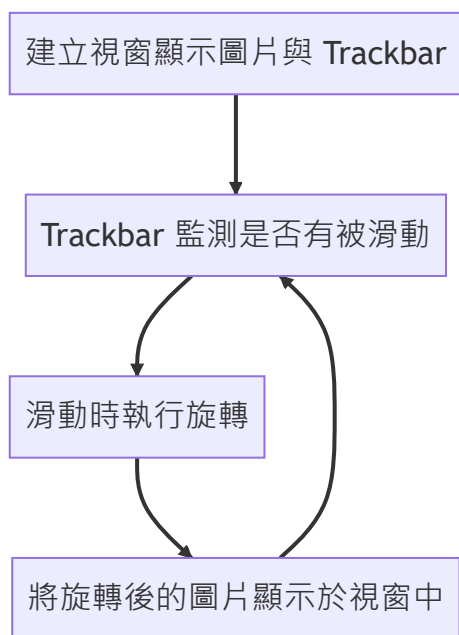 建立視窗顯示圖片與 Trackbar
Trackbar 監測是否有被滑動
滑動時執行旋轉
將旋轉後的圖片顯示於視窗中